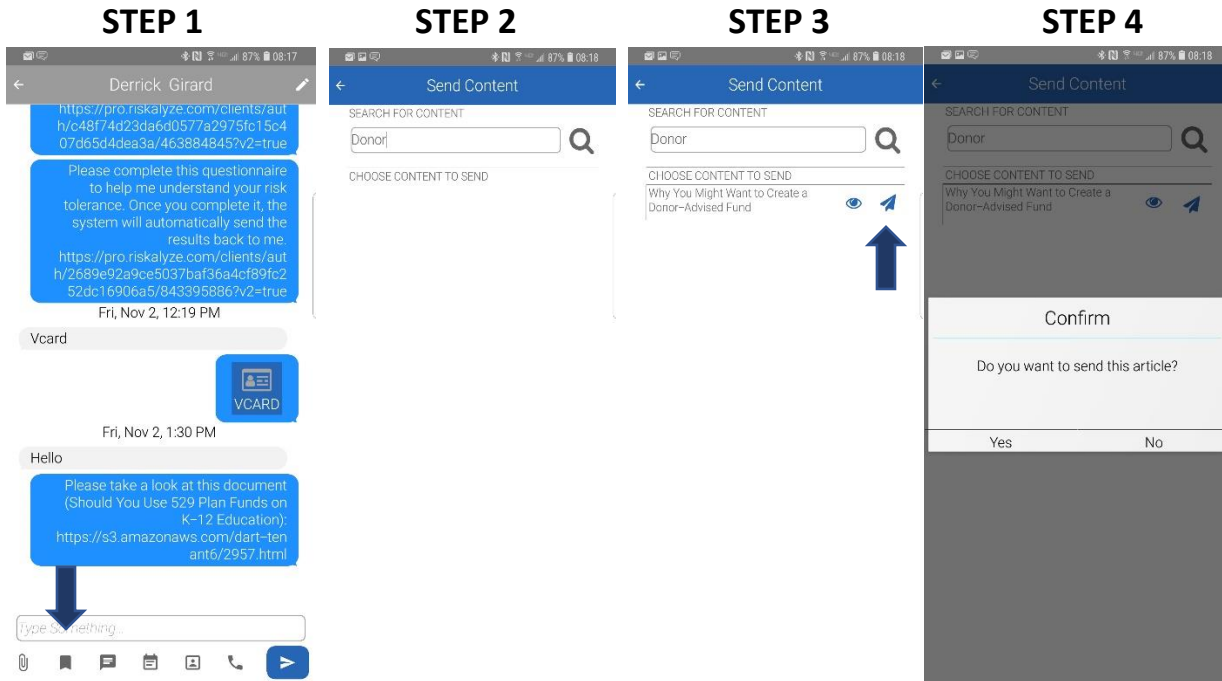 STEP 1
87% 08:17
Derrick Girard
https://pro.riskalyze.com/clients/aut
h/c48f74d23da6d0577a2975fc15c4
07d65d4dea3a/463884845?v2=true
Please complete this questionnaire
to help me understand your risk
tolerance. Once you complete it, the
system will automatically send the
results back to me.
https://pro.riskalyze.com/clients/aut
h/2689e92a9ce5037baf36a4cf89fc2
52dc16906a5/843395886?v2=true
Fri, Nov 2, 12:19 PM
Vcard
VCARD
Fri, Nov 2, 1:30 PM
Hello
Please take a look at this document
(Should You Use 529 Plan Funds on
K-12 Education):
https://s3.amazonaws.com/dart-ten
ant6/2957.html
Type Something...
STEP 2
87% 08:18
Send Content
SEARCH FOR CONTENT
Donor
CHOOSE CONTENT TO SEND
STEP 3
87% 08:18
Send Content
SEARCH FOR CONTENT
Donor
CHOOSE CONTENT TO SEND
Why You Might Want to Create a
Donor-Advised Fund
STEP 4
87% 08:18
Send Content
SEARCH FOR CONTENT
Donor
CHOOSE CONTENT TO SEND
Why You Might Want to Create a
Donor-Advised Fund
Confirm
Do you want to send this article?
Yes No